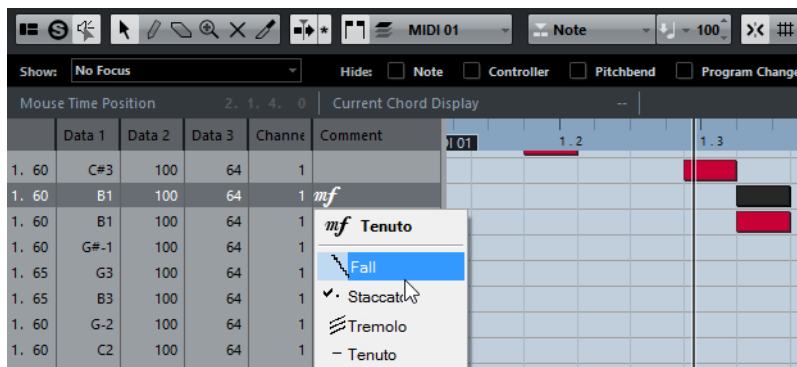 MIDI 01 Note 100
Show: No Focus Hide: Note Controller Pitchbend Program Change
Mouse Time Position 2. 1. 4. 0 Current Chord Display --
Data 1 Data 2 Data 3 Channe Comment 01 1.2 1.3
1. 60 C#3 100 64 1
1. 60 B1 100 64 1 mf
1. 60 B1 100 64 1
mf Tenuto
1. 60 G#-1 100 64 1
1. 65 G3 100 64 1
Fall
1. 65 B3 100 64 1
Staccato
1. 60 G-2 100 64 1
Tremolo
1. 60 C2 100 64 1
Tenuto